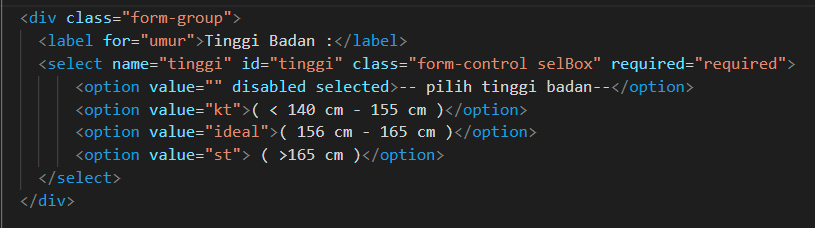 <div class="form-group">
<label for="umur">Tinggi Badan :</label>
<select name="tinggi" id="tinggi" class="form-control selBox" required="required">
<option value="" disabled selected>-- pilih tinggi badan--</option>
<option value="kt">( < 140 cm - 155 cm )</option>
<option value="ideal">( 156 cm - 165 cm )</option>
<option value="st"> ( >165 cm )</option>
</select>
</div>